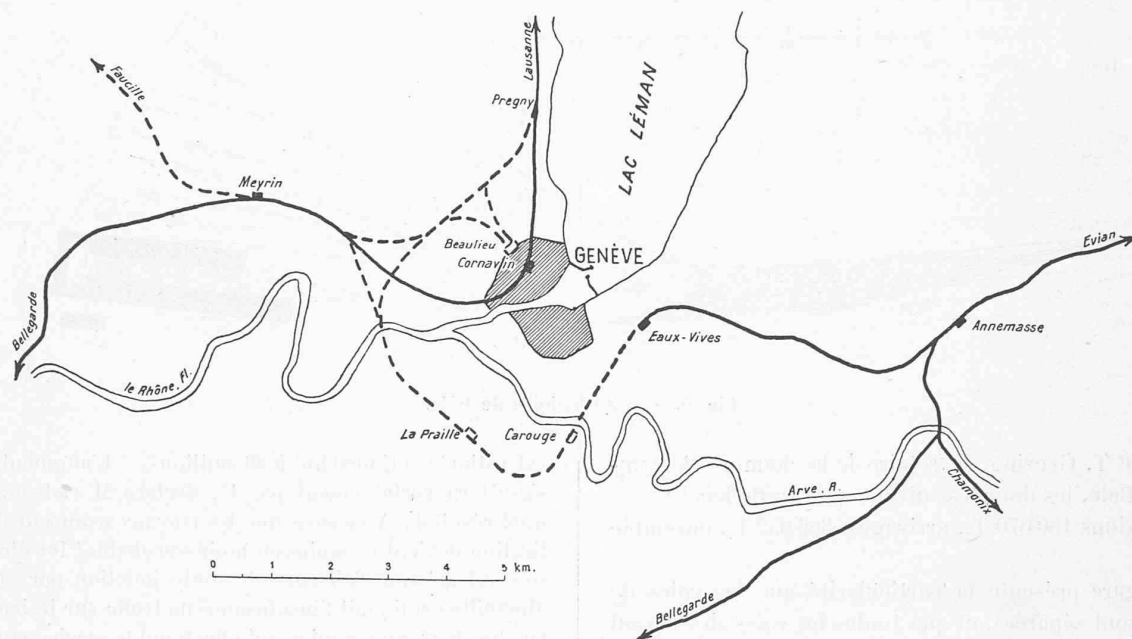 Faucille
Lausanne
Pregny
LAC LÉMAN
Meyrin
Beaulieu
Cornavin
GENÈVE
Evian
Bellegarde
Eaux-Vives
Annemasse
le Rhône. Fl.
La Praille
Carouge
Arve. R.
Chamonix
0 1 2 3 4 5 km.
Bellegarde